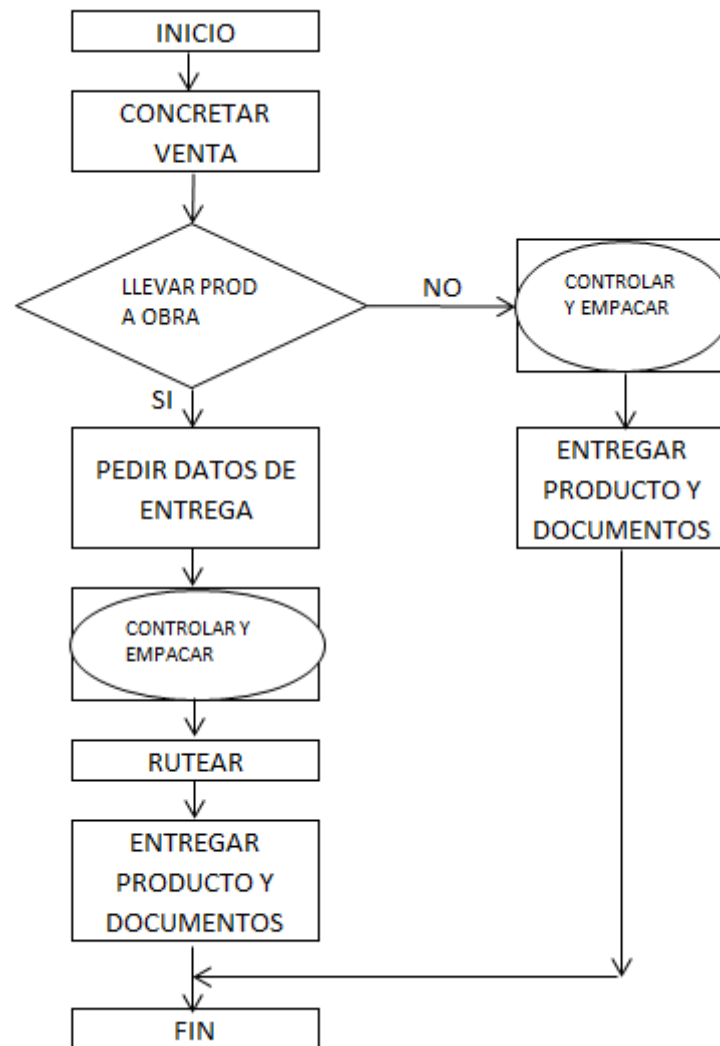 INICIO
CONCRETAR
VENTA
LLEVAR PROD
A OBRA
NO
CONTROLAR
Y EMPACAR
SI
PEDIR DATOS DE
ENTREGA
ENTREGAR
PRODUCTO Y
DOCUMENTOS
CONTROLAR Y
EMPACAR
RUTEAR
ENTREGAR
PRODUCTO Y
DOCUMENTOS
FIN